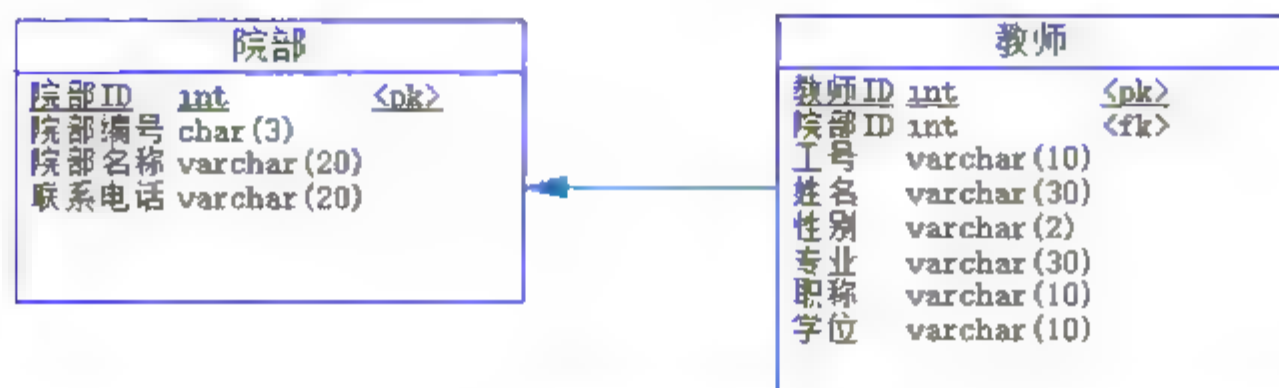 院部
院部ID int <pk>
院部编号 char(3)
院部名称 varchar(20)
联系电话 varchar(20)
教师
教师ID int <pk>
院部ID int <fk>
工号 varchar(10)
姓名 varchar(30)
性别 varchar(2)
专业 varchar(30)
职称 varchar(10)
学位 varchar(10)